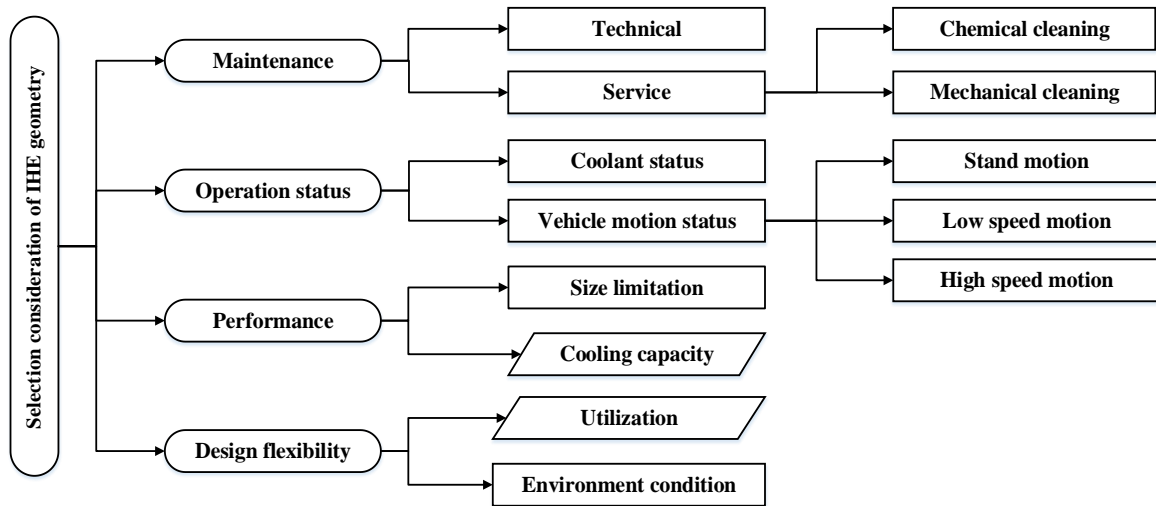 Selection consideration of IHE geometry
Maintenance
Technical
Service
Chemical cleaning
Mechanical cleaning
Operation status
Coolant status
Vehicle motion status
Stand motion
Low speed motion
High speed motion
Performance
Size limitation
Cooling capacity
Design flexibility
Utilization
Environment condition